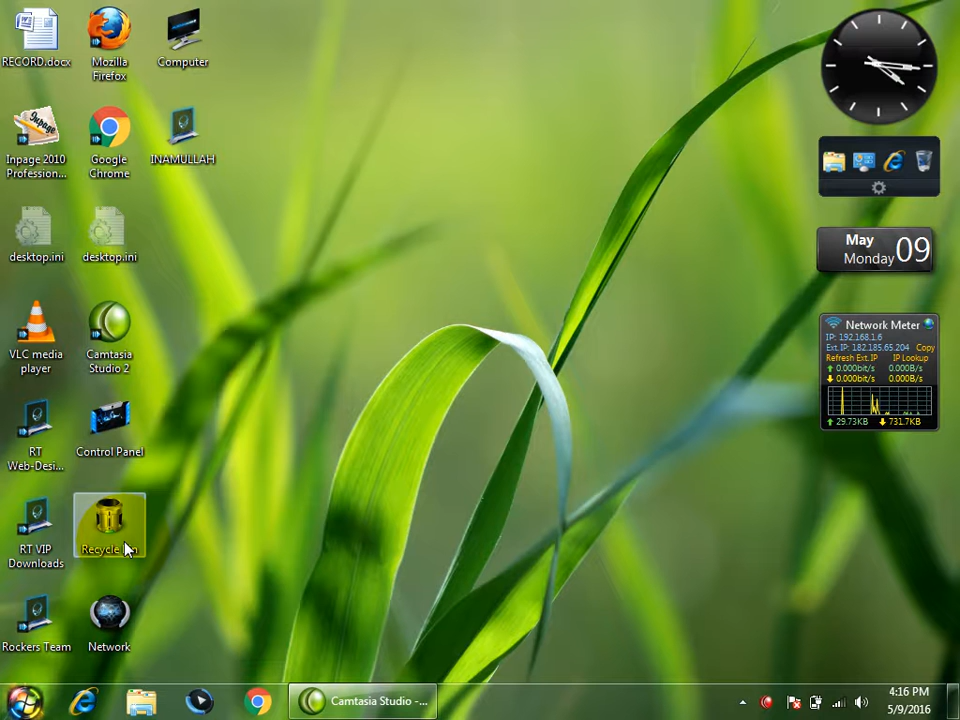 RECORD.docx
Mozilla
Firefox
Computer
Inpage
Inpage 2010
Profession...
Google
Chrome
INAMULLAH
desktop.ini
desktop.ini
VLC media
player
Camtasia
Studio 2
RT
Web-Desi...
Control Panel
RT VIP
Downloads
Recycle
Rockers Team
Network
May
Monday
09
Network Meter
IP: 192.168.1.6
Ext.IP: 182.185.65.204 Copy
Refresh Ext.IP IP Lookup
0.000bit/s 0.000B/s
0.000bit/s 0.000B/s
29.73KB 731.7KB
Camtasia Studio -...
4:16 PM
5/9/2016